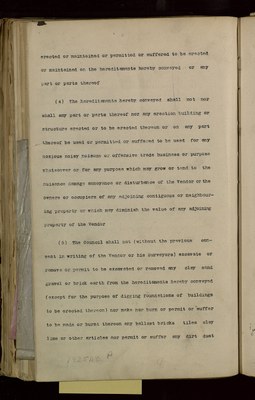 erected or maintained or permitted or suffered to be erected
or maintained on the hereditaments hereby conveyed or any
part or parts thereof
(c) The hereditaments hereby conveyed shall not nor
shall any part or parts thereof nor any erection building or
structure erected or to be erected thereon or on any part
thereof be used or permitted or suffered to be used for any
noisome noisy noisome or offensive trade business or purpose
whatsoever or for any purpose which may grow or tend to the
nuisance damage annoyance or disturbance of the Vendor or the
owners or occupiers of any adjoining contiguous or neighbour-
ing property or which may diminish the value of any adjoining
property of the Vendor
(d) The Council shall not (without the previous con-
sent in writing of the Vendor or his Surveyors) excavate or
remove or permit to be excavated or removed any clay sand
gravel or brick earth from the hereditaments hereby conveyed
(except for the purpose of digging foundations of buildings
to be erected thereon) nor make nor burn or permit or suffer
to be made or burnt thereon any bricks tiles clay
lime or other articles nor permit or suffer any dirt dust